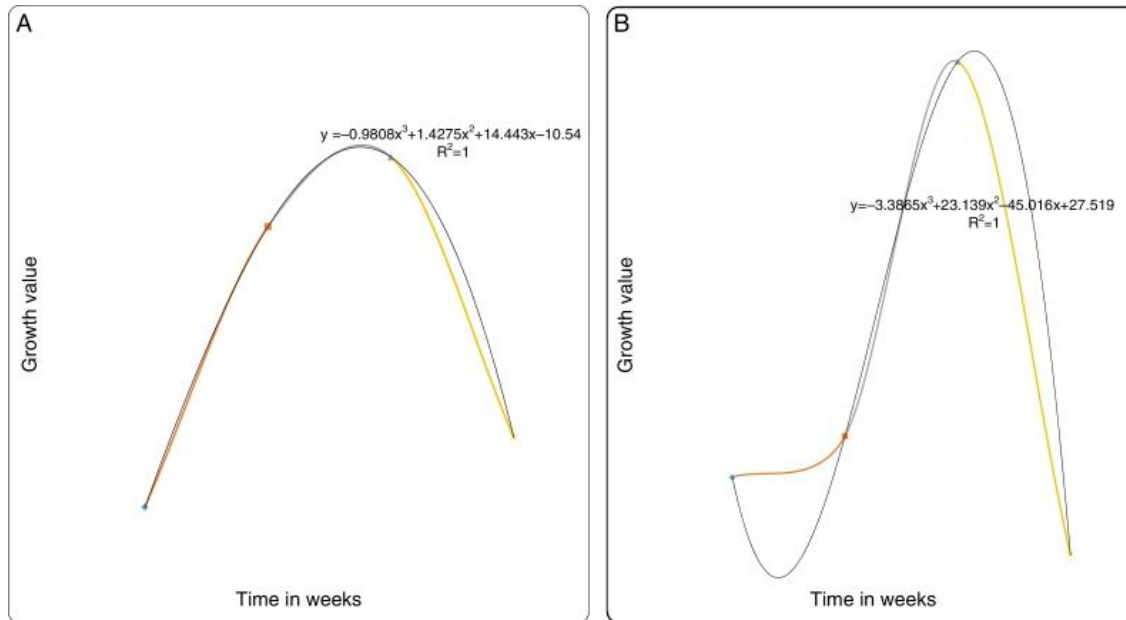 A
y =–0.9808x³+1.4275x²+14.443x–10.54
R²=1
Growth value
Time in weeks
B
y=–3.3865x³+23.139x²–45.016x+27.519
R²=1
Growth value
Time in weeks